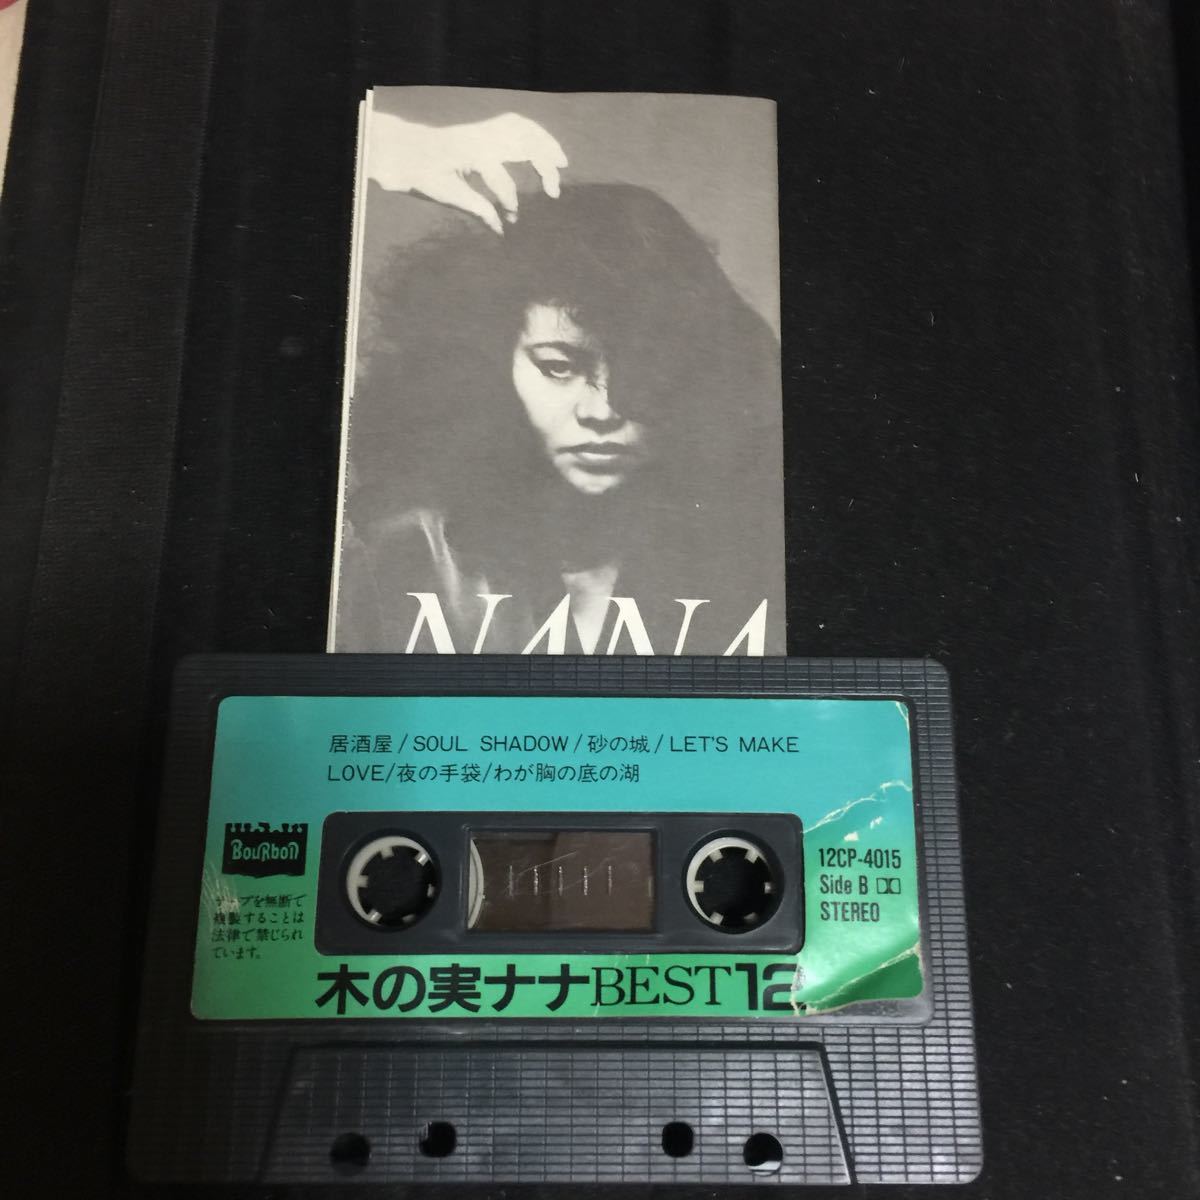 NANA
居酒屋/SOUL SHADOW/砂の城/LET'S MAKE
LOVE/夜の手袋/わが胸の底の湖
BouRbon
テープを無断で
複製することは
法律で禁じられ
ています。
12CP-4015
Side B
STEREO
木の実ナナBEST12